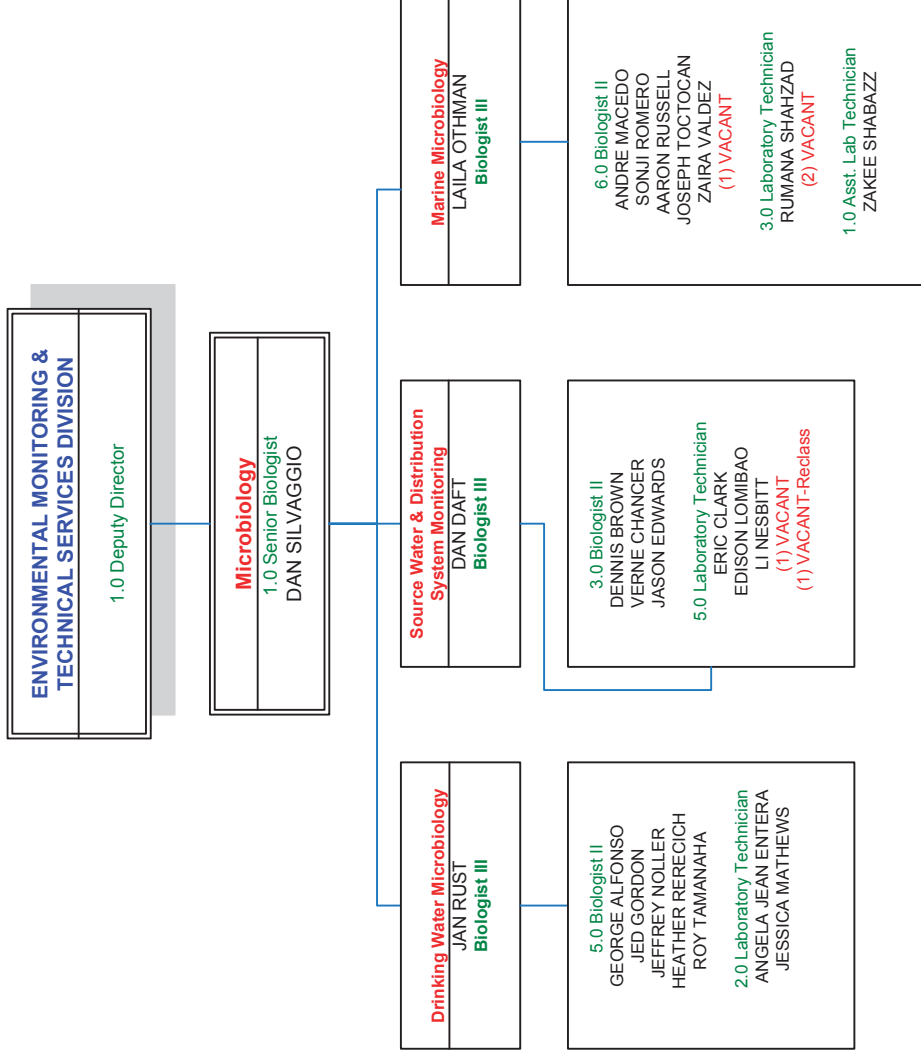 ENVIRONMENTAL MONITORING &
TECHNICAL SERVICES DIVISION
1.0 Deputy Director
Microbiology
1.0 Senior Biologist
DAN SILVAGGIO
Drinking Water Microbiology
JAN RUST
Biologist III
5.0 Biologist II
GEORGE ALFONSO
JED GORDON
JEFFREY NOLLER
HEATHER RERECICH
ROY TAMANAHA
2.0 Laboratory Technician
ANGELA JEAN ENTERA
JESSICA MATHEWS
Source Water & Distribution
System Monitoring
DAN DAFT
Biologist III
3.0 Biologist II
DENNIS BROWN
VERNE CHANCER
JASON EDWARDS
5.0 Laboratory Technician
ERIC CLARK
EDISON LOMIBAO
LI NESBITT
(1) VACANT
(1) VACANT-Reclass
Marine Microbiology
LAILA OTHMAN
Biologist III
6.0 Biologist II
ANDRE MACEDO
SONJI ROMERO
AARON RUSSELL
JOSEPH TOCTOCAN
ZAIRA VALDEZ
(1) VACANT
3.0 Laboratory Technician
RUMANA SHAHZAD
(2) VACANT
1.0 Asst. Lab Technician
ZAKEE SHABAZZ